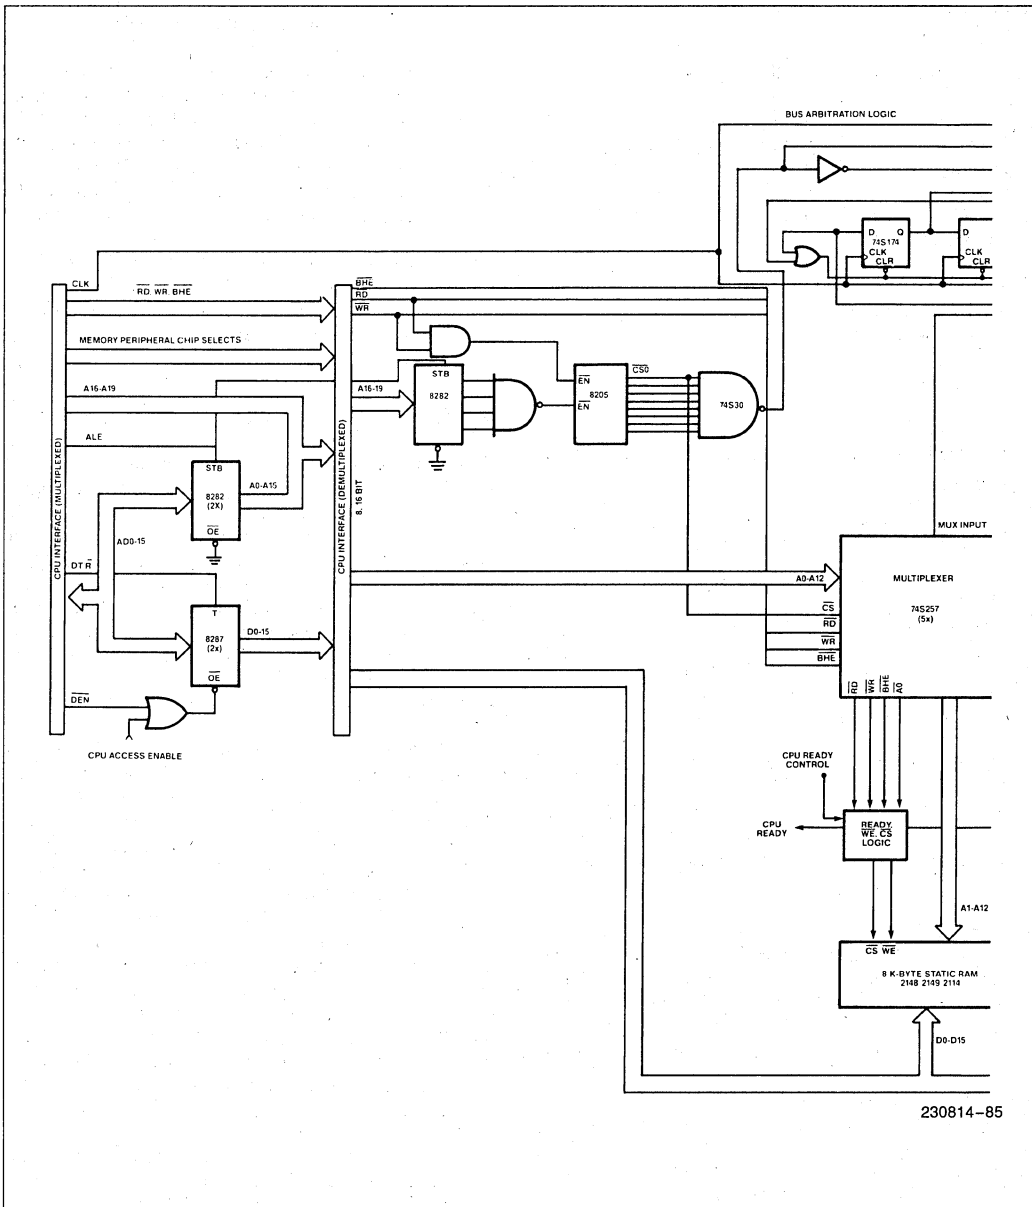 BUS ARBITRATION LOGIC
D Q
74S174
CLK
CLR
D
CLK
CLR
CLK
RD. WR. BHE
MEMORY PERIPHERAL CHIP SELECTS
A16-A19
ALE
STB
8282
(2X)
OE
A0-A15
AD0-15
DT R
T
8287
(2x)
OE
D0-15
DEN
CPU ACCESS ENABLE
CPU INTERFACE (MULTIPLEXED)
CPU INTERFACE (DEMULTIPLEXED)
8. 16 BIT
BHE
RD
WR
A16-19
STB
8282
EN
EN
8205
CS0
74S30
MUX INPUT
MULTIPLEXER
74S257
(5x)
A0-A12
CS
RD
WR
BHE
RD
WR
BHE
A0
CPU READY
CONTROL
CPU
READY
READY,
WE. CS
LOGIC
A1-A12
CS WE
8 K-BYTE STATIC RAM
2148 2149 2114
D0-D15
230814-85